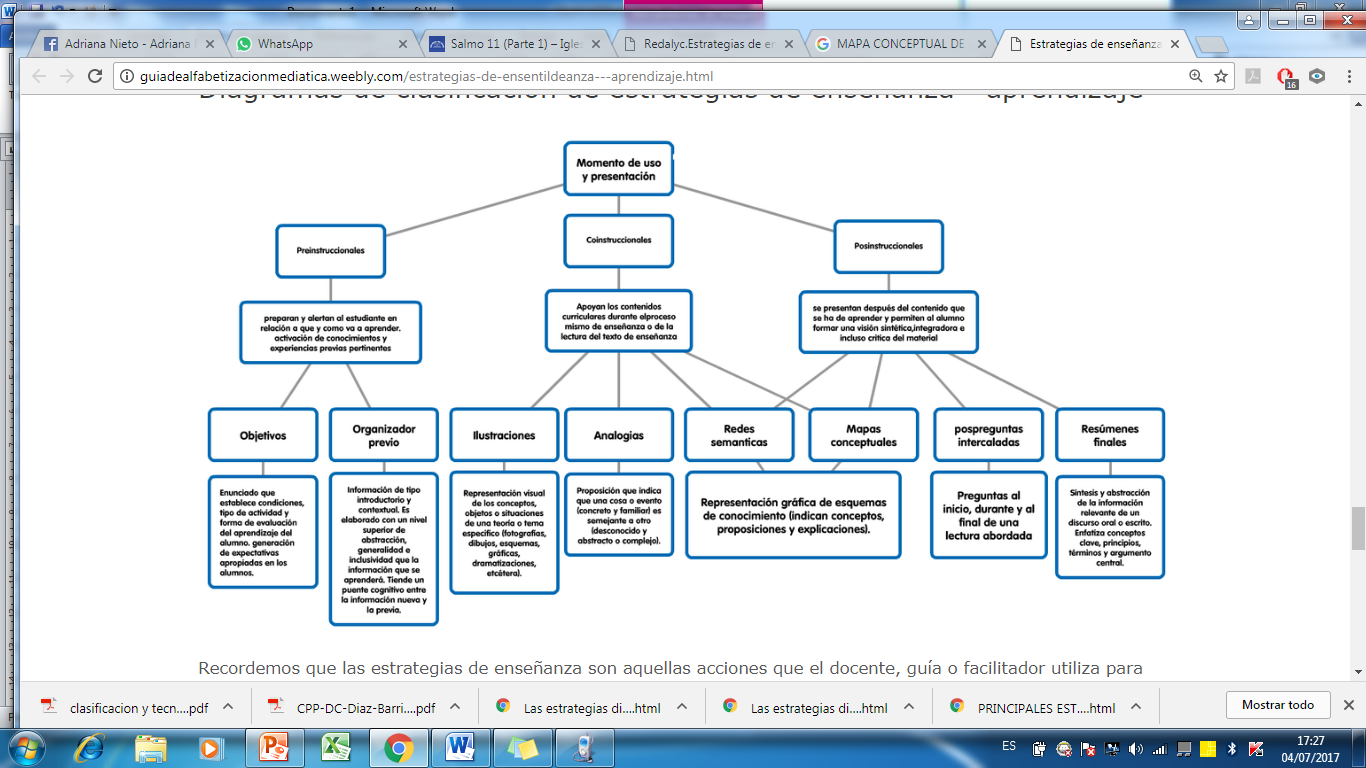 Adriana Nieto - Adriana
WhatsApp
Salmo 11 (Parte 1) – Igle
Redalyc.Estrategias de en
MAPA CONCEPTUAL DE
Estrategias de enseñanza
guiadealfabetizacionmediatica.weebly.com/estrategias-de-ensentildeanza---aprendizaje.html
16
Diagramas de clasificación de estrategias de enseñanza - aprendizaje
Momento de uso
y presentación
Preinstruccionales
Coinstruccionales
Posinstruccionales
preparan y alertan al estudiante en
relación a que y como va a aprender.
activación de conocimientos y
experiencias previas pertinentes
Apoyan los contenidos
curriculares durante elproceso
mismo de enseñanza o de la
lectura del texto de enseñanza
se presentan después del contenido que
se ha de aprender y permiten al alumno
formar una visión sintética,integradora e
incluso critica del material
Objetivos
Organizador
previo
Ilustraciones
Analogias
Redes
semanticas
Mapas
conceptuales
pospreguntas
intercaladas
Resúmenes
finales
Enunciado que
establece condiciones,
tipo de actividad y
forma de evaluación
del aprendizaje del
alumno. generación
de expectativas
apropiadas en los
alumnos.
Información de tipo
introductorio y
contextual. Es
elaborado con un nivel
superior de
abstracción,
generalidad e
inclusividad que la
información que se
aprenderá. Tiende un
puente cognitivo entre
la información nueva y
la previa.
Representación visual
de los conceptos,
objetos o situaciones
de una teoría o tema
especifico (fotografías,
dibujos, esquemas,
gráficas,
dramatizaciones,
etcétera).
Proposición que indica
que una cosa o evento
(concreto y familiar) es
semejante a otro
(desconocido y
abstracto o complejo).
Representación gráfica de esquemas
de conocimiento (indican conceptos,
proposiciones y explicaciones).
Preguntas al
inicio, durante y al
final de una
lectura abordada
Síntesis y abstracción
de la información
relevante de un
discurso oral o escrito.
Enfatiza conceptos
clave, principios,
términos y argumento
central.
Recordemos que las estrategias de enseñanza son aquellas acciones que el docente, guía o facilitador utiliza para
clasificacion y tecn....pdf
CPP-DC-Diaz-Barri....pdf
Las estrategias di....html
Las estrategias di....html
PRINCIPALES EST....html
Mostrar todo
ES
17:27
04/07/2017